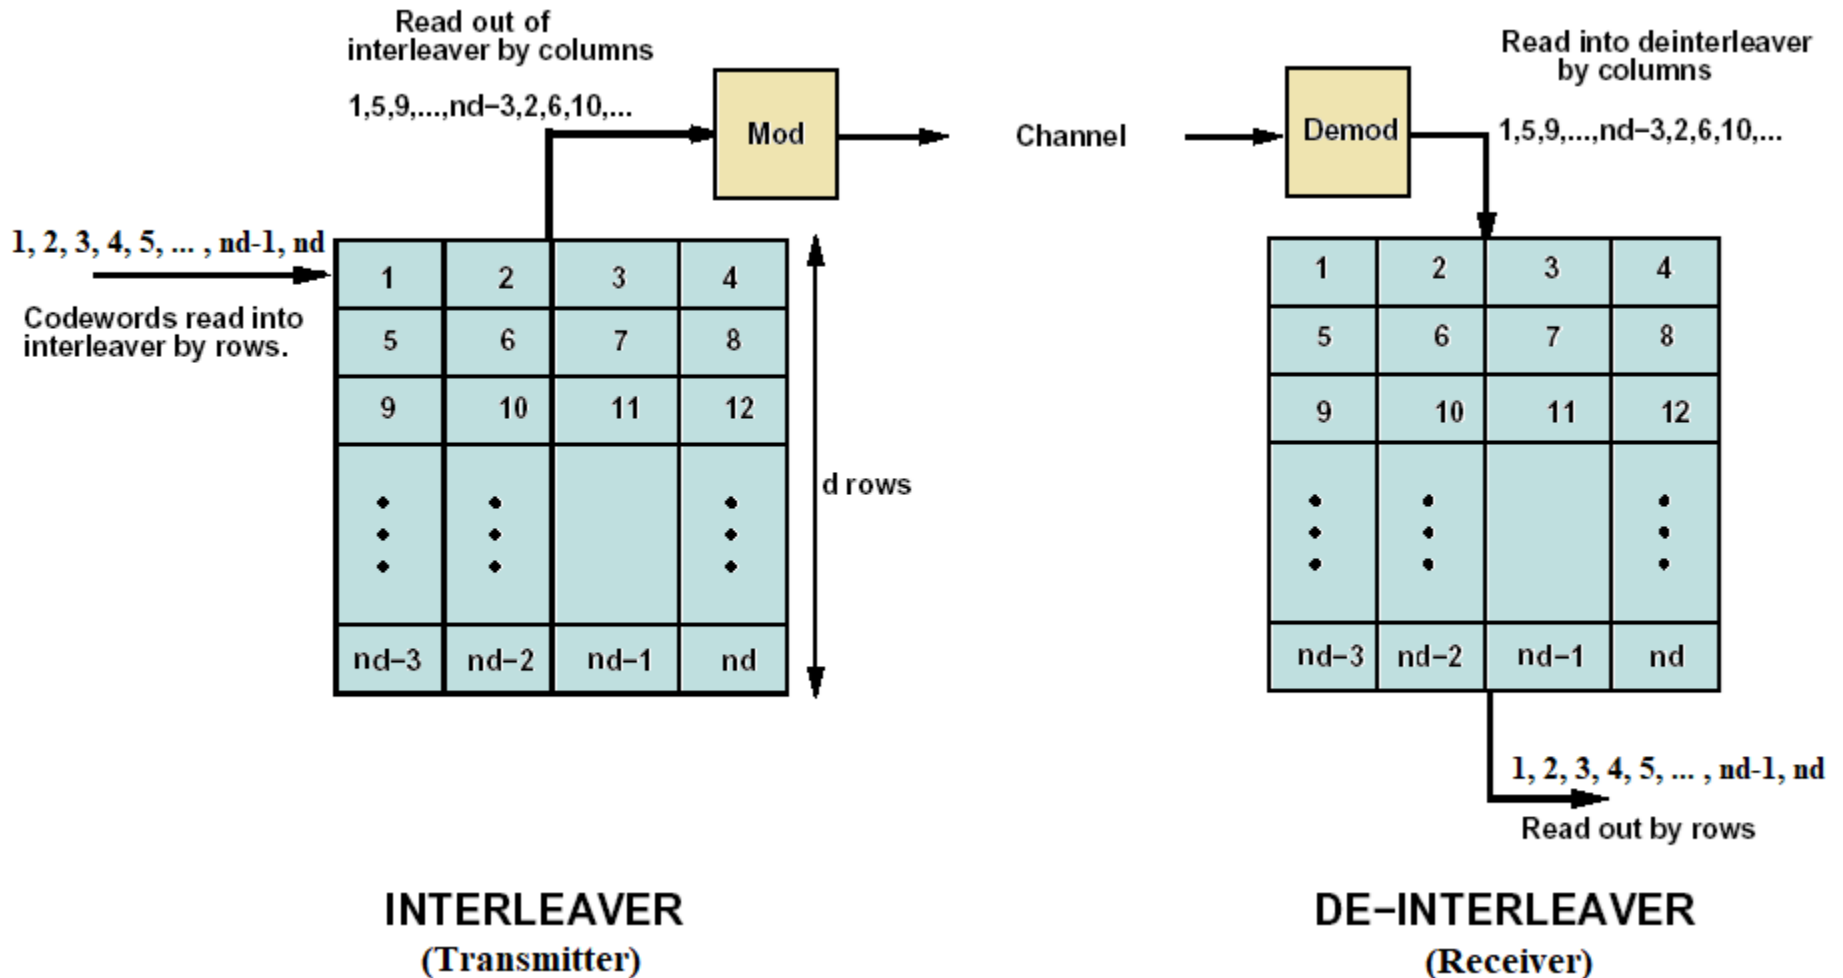 Read out of
interleaver by columns
1,5,9,...,nd−3,2,6,10,...
Mod
Channel
Demod
Read into deinterleaver
by columns
1,5,9,...,nd−3,2,6,10,...
1, 2, 3, 4, 5, ... , nd-1, nd
Codewords read into
interleaver by rows.
1 2 3 4
5 6 7 8
9 10 11 12
nd−3 nd−2 nd−1 nd
d rows
1 2 3 4
5 6 7 8
9 10 11 12
nd−3 nd−2 nd−1 nd
1, 2, 3, 4, 5, ... , nd-1, nd
Read out by rows
INTERLEAVER
(Transmitter)
DE−INTERLEAVER
(Receiver)